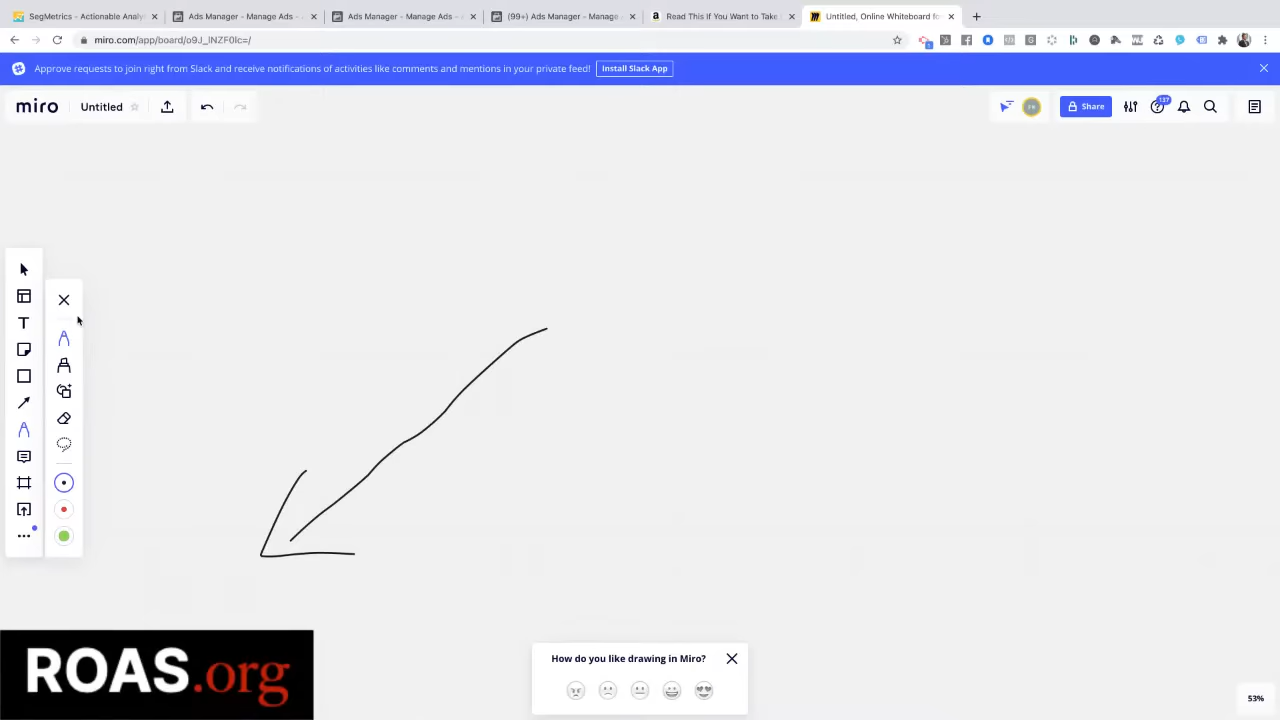 SegMetrics - Actionable Analyt
Ads Manager - Manage Ads -
Ads Manager - Manage Ads -
(99+) Ads Manager - Manage
Read This If You Want to Take
Untitled, Online Whiteboard fo
miro.com/app/board/o9J_lNZF0lc=/
Approve requests to join right from Slack and receive notifications of activities like comments and mentions in your private feed!
Install Slack App
miro
Untitled
Share
137
How do you like drawing in Miro?
ROAS.org
53%